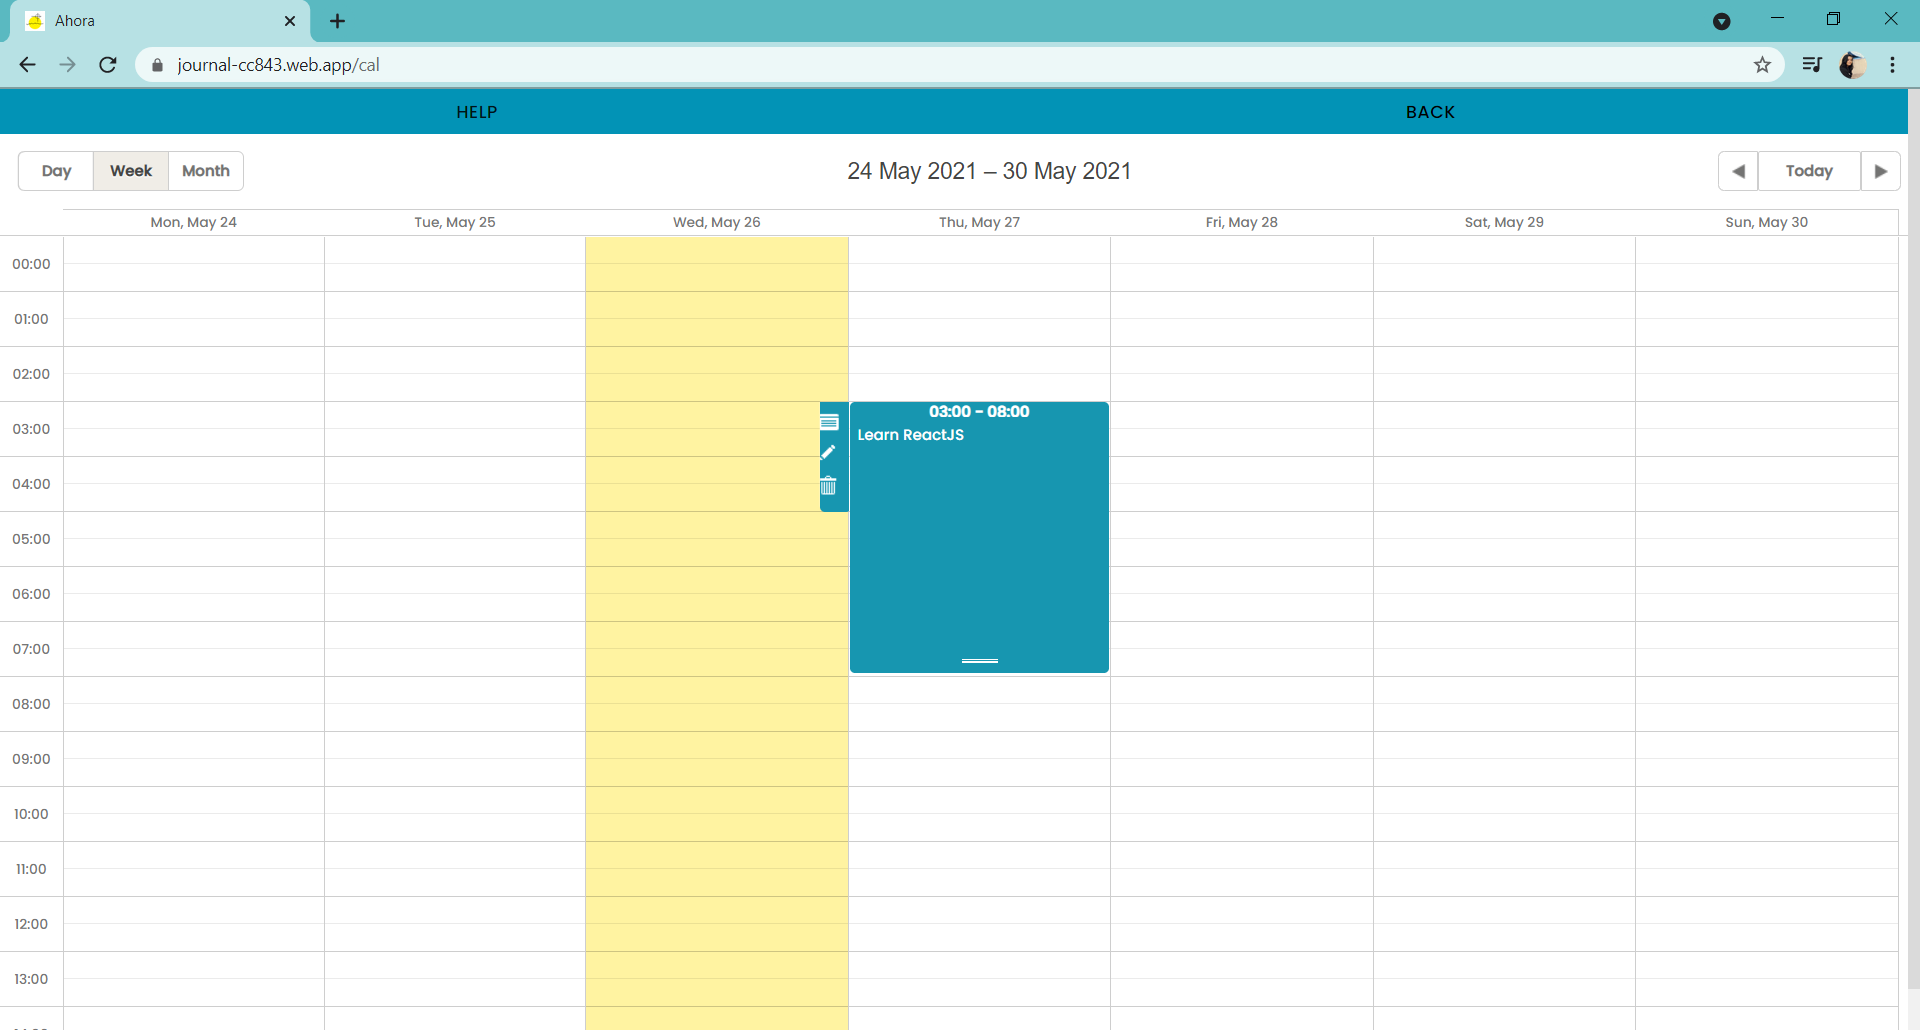 Ahora
journal-cc843.web.app/cal
HELP BACK
Day Week Month 24 May 2021 – 30 May 2021 Today
Mon, May 24 Tue, May 25 Wed, May 26 Thu, May 27 Fri, May 28 Sat, May 29 Sun, May 30
00:00
01:00
02:00
03:00 - 08:00
03:00 Learn ReactJS
04:00
05:00
06:00
07:00
08:00
09:00
10:00
11:00
12:00
13:00